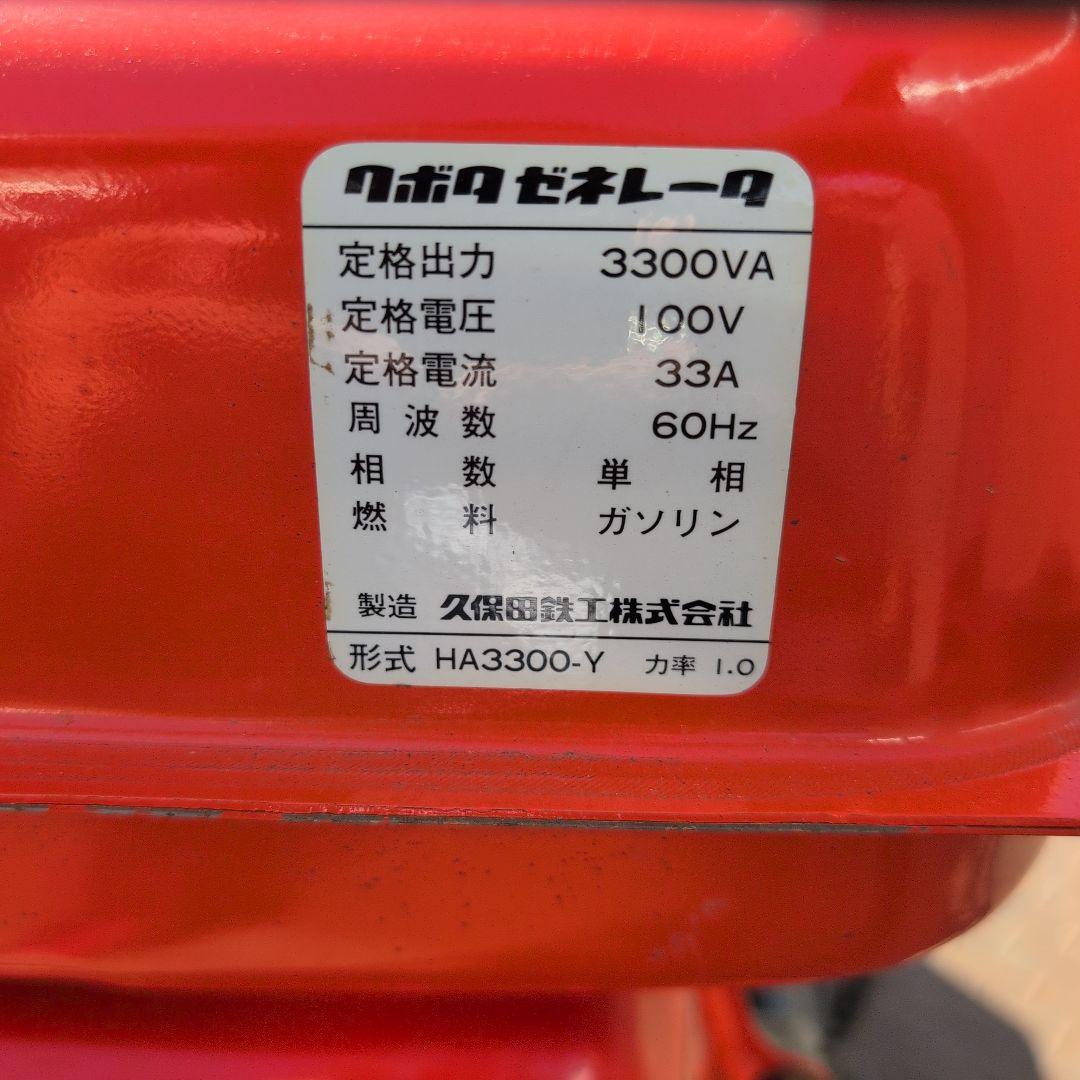 クボタゼネレータ
定格出力 3300VA
定格電圧 100V
定格電流 33A
周波数 60Hz
相数 単相
燃料 ガソリン
製造 久保田鉄工株式会社
形式 HA3300-Y 力率 1.0